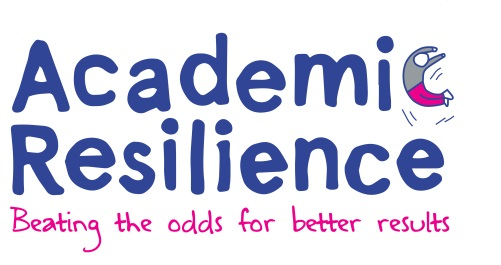 Academic
Resilience
Beating the odds for better results